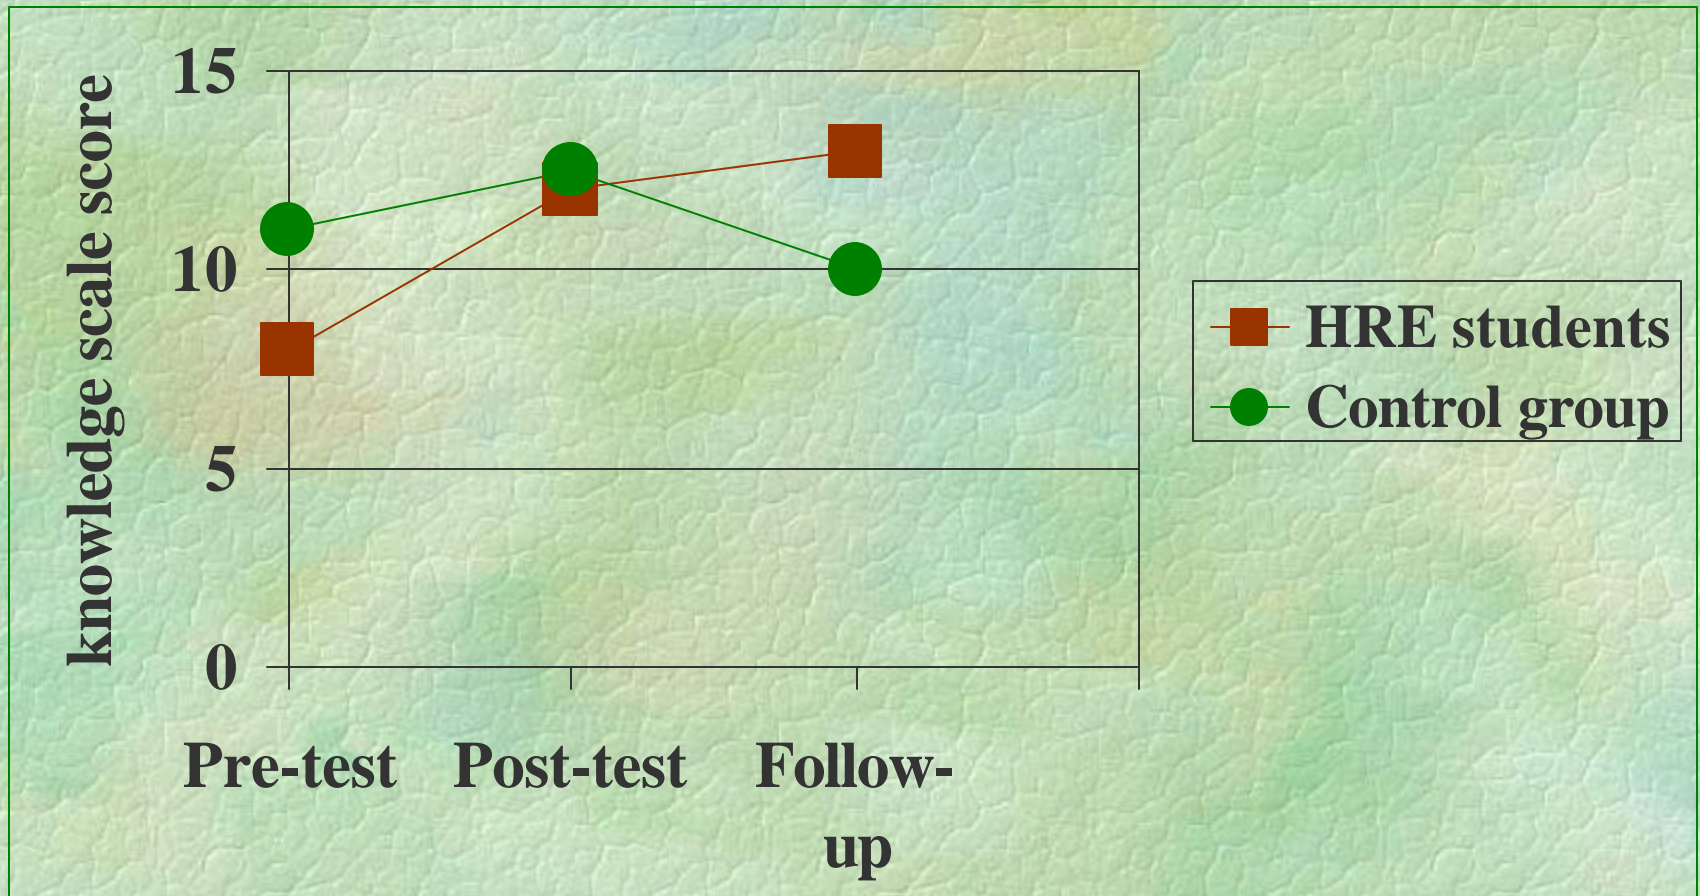 knowledge scale score
15
10
5
0
Pre-test
Post-test
Follow-
up
HRE students
Control group